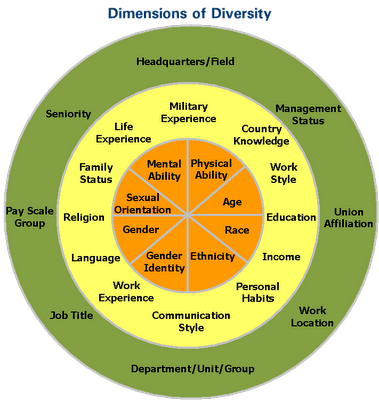 Dimensions of Diversity
Headquarters/Field
Seniority
Management
Status
Pay Scale
Group
Union
Affiliation
Job Title
Work
Location
Department/Unit/Group
Military
Experience
Life
Experience
Country
Knowledge
Family
Status
Work
Style
Religion
Education
Language
Income
Work
Experience
Personal
Habits
Communication
Style
Mental
Ability
Physical
Ability
Sexual
Orientation
Age
Gender
Race
Gender
Identity
Ethnicity